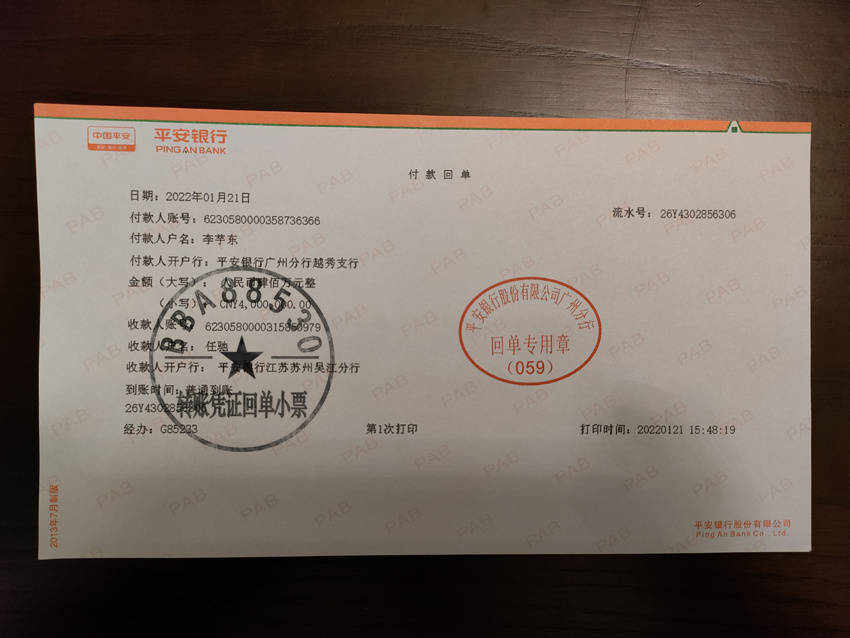 中国平安
平安银行
PING AN BANK
付款回单
日期：2022年01月21日
流水号：26Y4302856306
付款人账号：6230580000358736366
付款人户名：李芊东
付款人开户行：平安银行广州分行越秀支行
金额（大写）：人民币肆佰万元整
（小写）：CNY4,000,000.00
收款人账号：6230580000315850979
收款人户名：任驰
收款人开户行：平安银行江苏苏州吴江分行
到账时间：普通到账
经办：G85233
第1次打印
打印时间：20220121 15:48:19
BBA68530
转账凭证回单小票
平安银行股份有限公司广州分行
回单专用章
（059）
2013年7月制版
平安银行股份有限公司
Ping An Bank Co., Ltd.